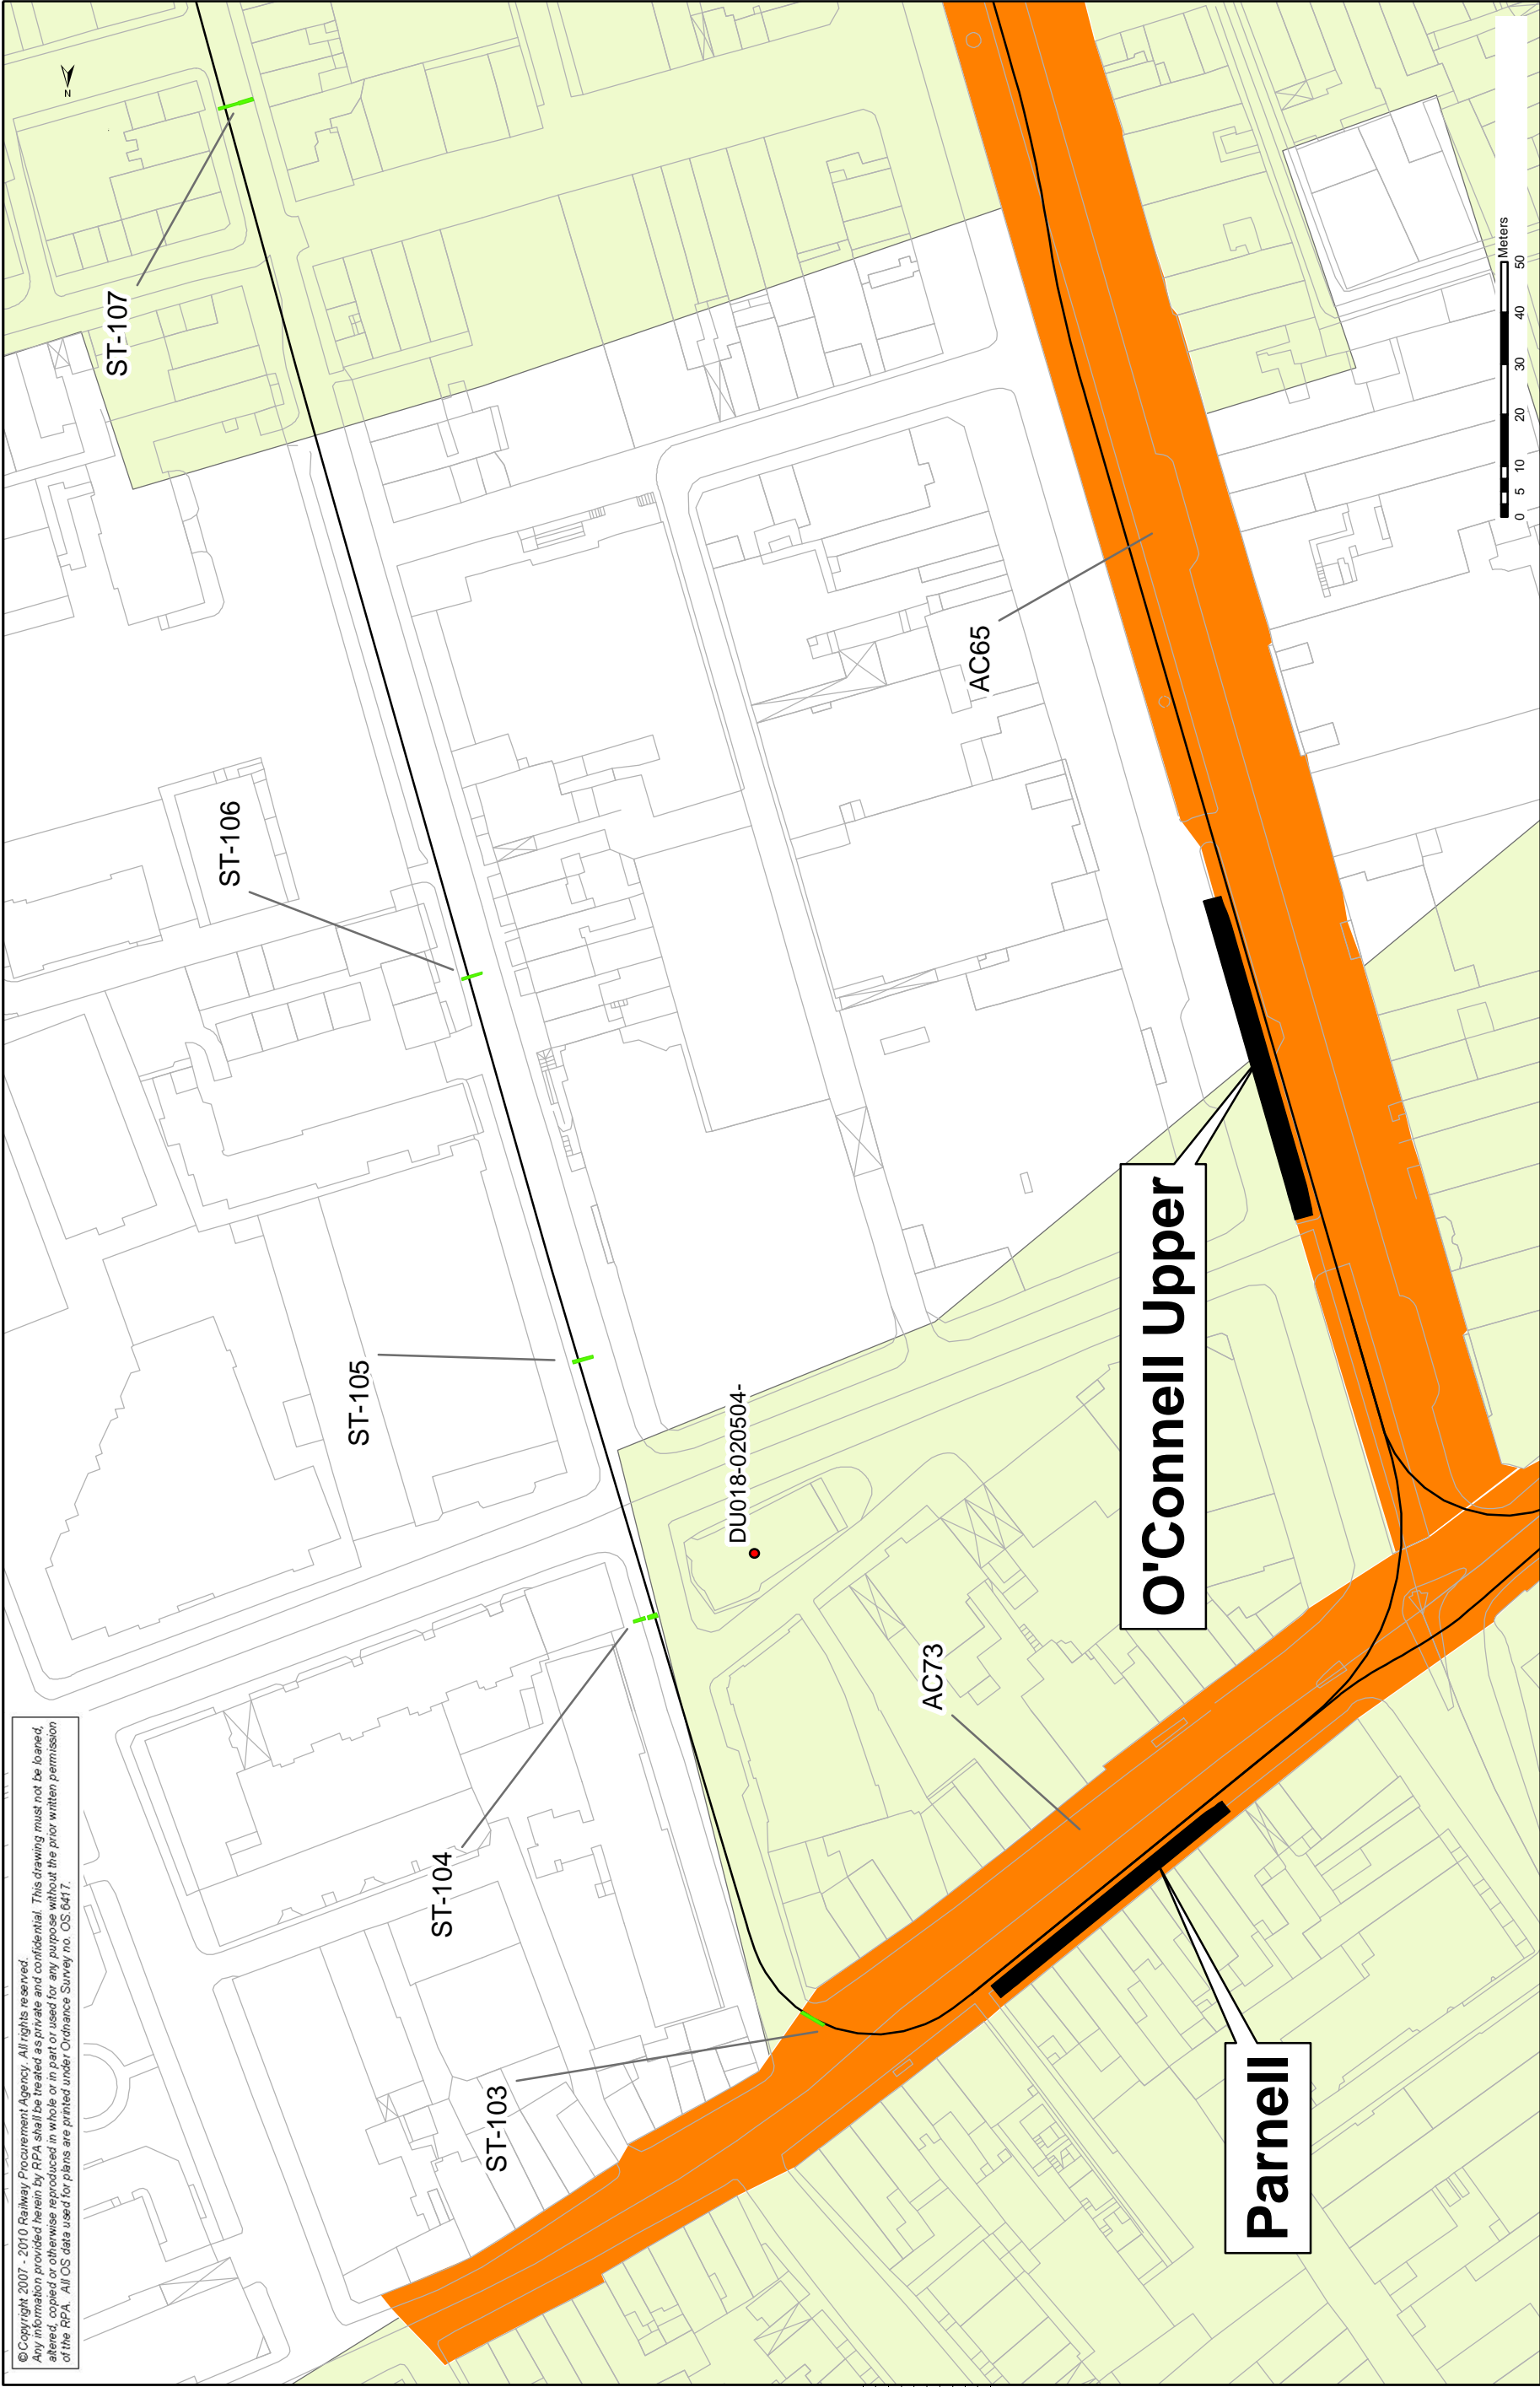 ©Copyright 2007 - 2010 Railway Procurement Agency. All rights reserved.
Any information provided herein by RPA shall be treated as private and confidential. This drawing must not be loaned,
altered, copied or otherwise reproduced in whole or in part or used for any purpose without the prior written permission
of the RPA. All OS data used for plans are printed under Ordnance Survey no. OS 6417.
ST-103
ST-104
ST-105
ST-106
ST-107
N
DU018-020504-
AC73
AC65
O'Connell Upper
Parnell
Meters
0 5 10 20 30 40 50